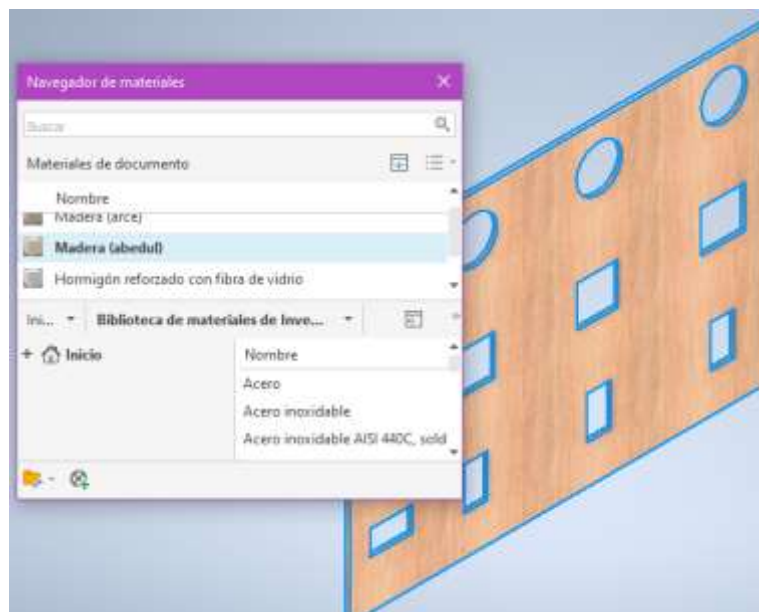 Navegador de materiales
Buscar
Materiales de documento
Nombre
Madera (arce)
Madera (abedul)
Hormigón reforzado con fibra de vidrio
Ini... Biblioteca de materiales de Inve...
Inicio
Nombre
Acero
Acero inoxidable
Acero inoxidable AISI 440C, sold